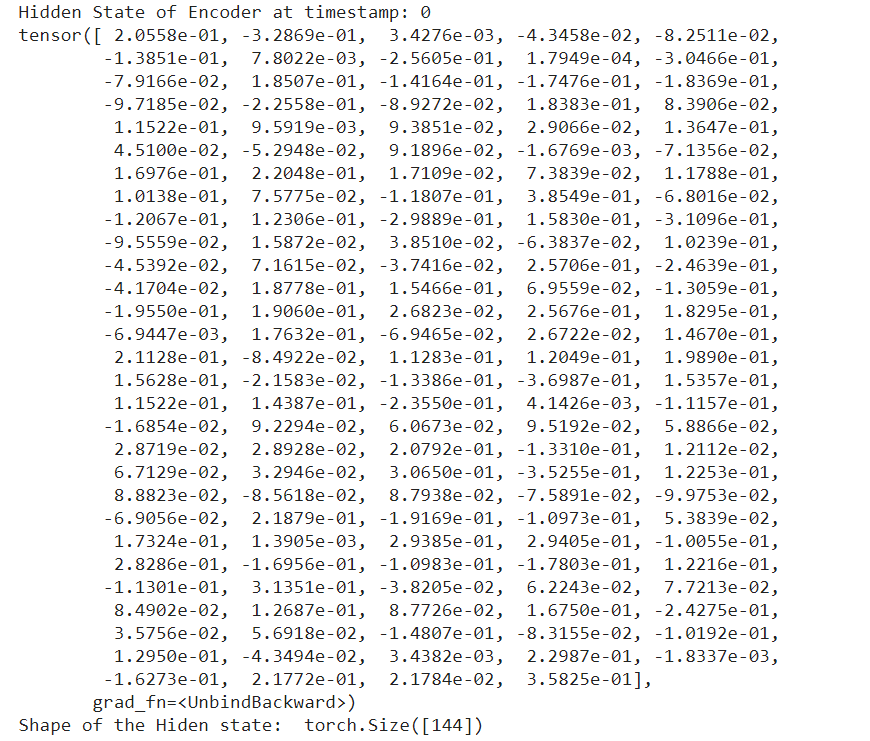 Hidden State of Encoder at timestamp: 0
tensor([ 2.0558e-01, -3.2869e-01,  3.4276e-03, -4.3458e-02, -8.2511e-02,
        -1.3851e-01,  7.8022e-03, -2.5605e-01,  1.7949e-04, -3.0466e-01,
        -7.9166e-02,  1.8507e-01, -1.4164e-01, -1.7476e-01, -1.8369e-01,
        -9.7185e-02, -2.2558e-01, -8.9272e-02,  1.8383e-01,  8.3906e-02,
         1.1522e-01,  9.5919e-03,  9.3851e-02,  2.9066e-02,  1.3647e-01,
         4.5100e-02, -5.2948e-02,  9.1896e-02, -1.6769e-03, -7.1356e-02,
         1.6976e-01,  2.2048e-01,  1.7109e-02,  7.3839e-02,  1.1788e-01,
         1.0138e-01,  7.5775e-02, -1.1807e-01,  3.8549e-01, -6.8016e-02,
        -1.2067e-01,  1.2306e-01, -2.9889e-01,  1.5830e-01, -3.1096e-01,
        -9.5559e-02,  1.5872e-02,  3.8510e-02, -6.3837e-02,  1.0239e-01,
        -4.5392e-02,  7.1615e-02, -3.7416e-02,  2.5706e-01, -2.4639e-01,
        -4.1704e-02,  1.8778e-01,  1.5466e-01,  6.9559e-02, -1.3059e-01,
        -1.9550e-01,  1.9060e-01,  2.6823e-02,  2.5676e-01,  1.8295e-01,
        -6.9447e-03,  1.7632e-01, -6.9465e-02,  2.6722e-02,  1.4670e-01,
         2.1128e-01, -8.4922e-02,  1.1283e-01,  1.2049e-01,  1.9890e-01,
         1.5628e-01, -2.1583e-02, -1.3386e-01, -3.6987e-01,  1.5357e-01,
         1.1522e-01,  1.4387e-01, -2.3550e-01,  4.1426e-03, -1.1157e-01,
        -1.6854e-02,  9.2294e-02,  6.0673e-02,  9.5192e-02,  5.8866e-02,
         2.8719e-02,  2.8928e-02,  2.0792e-01, -1.3310e-01,  1.2112e-02,
         6.7129e-02,  3.2946e-02,  3.0650e-01, -3.5255e-01,  1.2253e-01,
         8.8823e-02, -8.5618e-02,  8.7938e-02, -7.5891e-02, -9.9753e-02,
        -6.9056e-02,  2.1879e-01, -1.9169e-01, -1.0973e-01,  5.3839e-02,
         1.7324e-01,  1.3905e-03,  2.9385e-01,  2.9405e-01, -1.0055e-01,
         2.8286e-01, -1.6956e-01, -1.0983e-01, -1.7803e-01,  1.2216e-01,
        -1.1301e-01,  3.1351e-01, -3.8205e-02,  6.2243e-02,  7.7213e-02,
         8.4902e-02,  1.2687e-01,  8.7726e-02,  1.6750e-01, -2.4275e-01,
         3.5756e-02,  5.6918e-02, -1.4807e-01, -8.3155e-02, -1.0192e-01,
         1.2950e-01, -4.3494e-02,  3.4382e-03,  2.2987e-01, -1.8337e-03,
        -1.6273e-01,  2.1772e-01,  2.1784e-02,  3.5825e-01],
       grad_fn=<UnbindBackward>)
Shape of the Hiden state:  torch.Size([144])